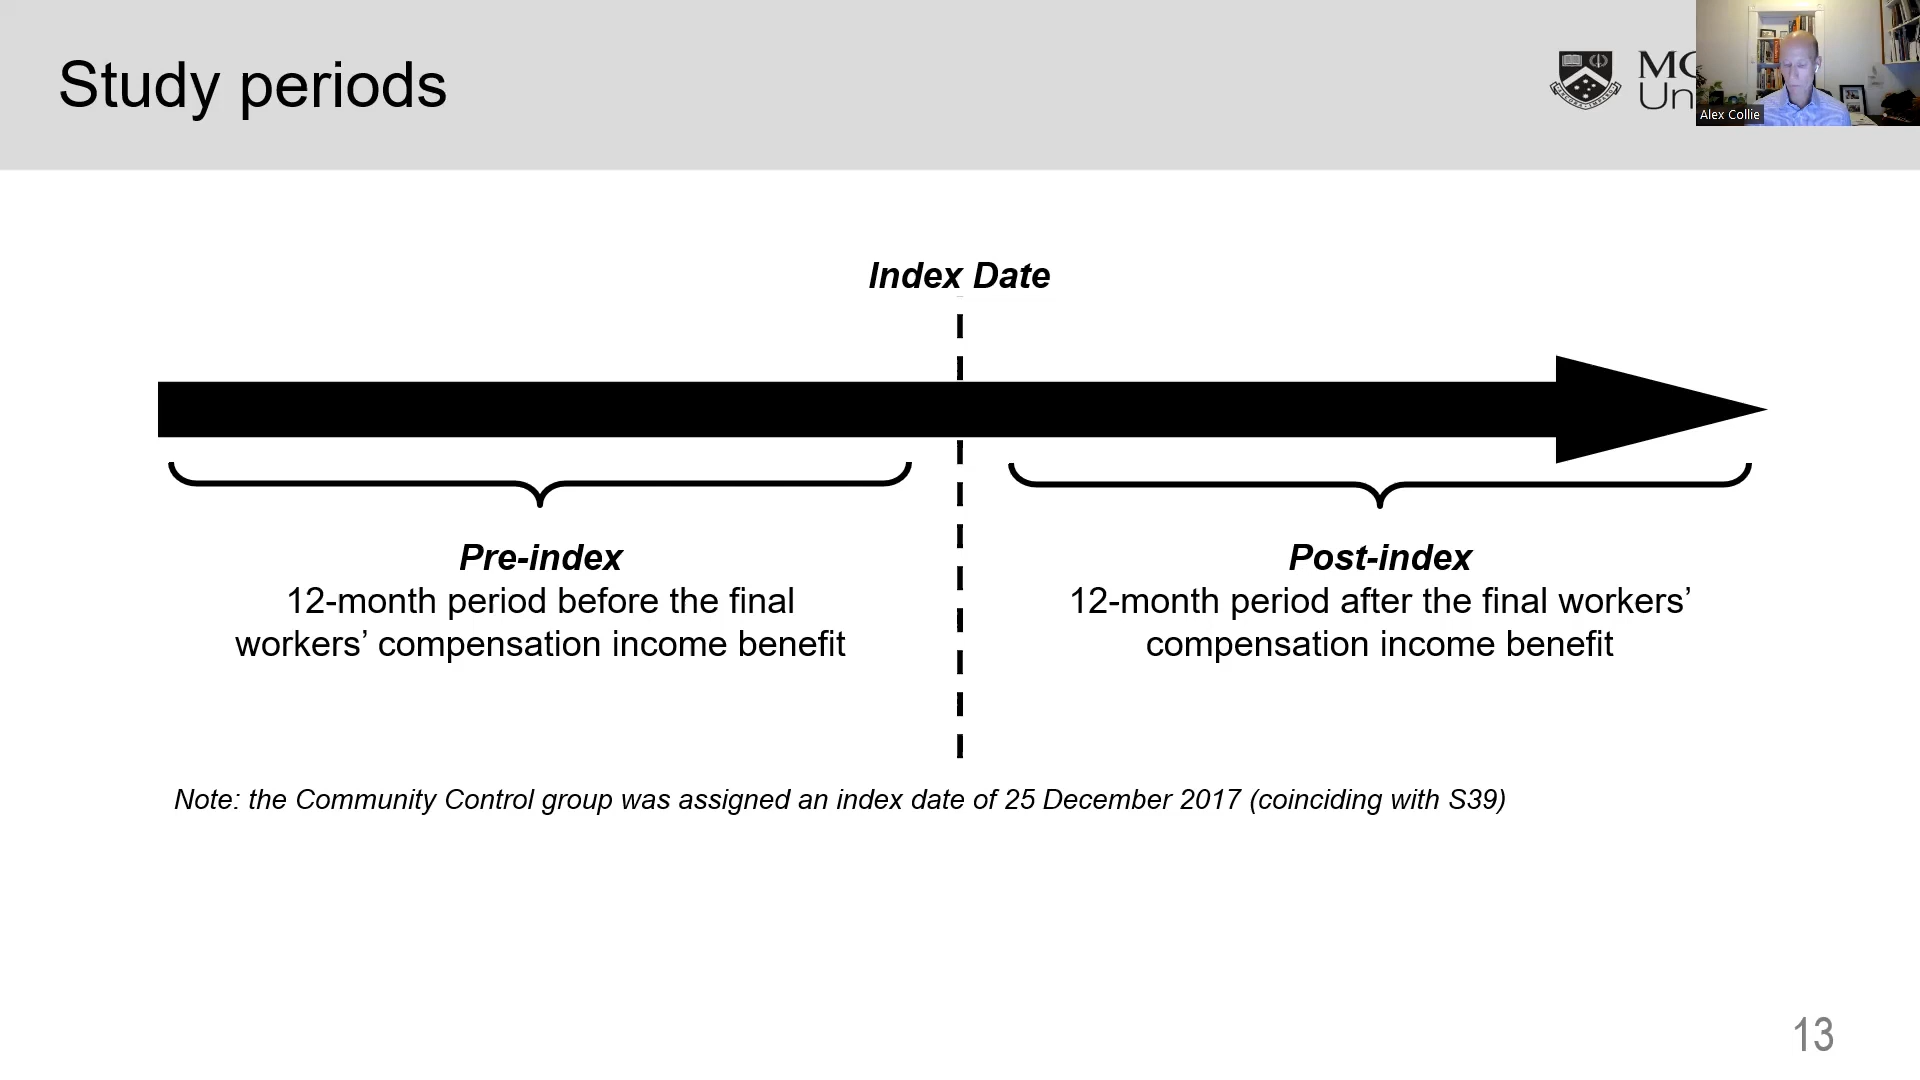 Study periods
Alex Collie
Index Date
Pre-index
12-month period before the final
workers’ compensation income benefit
Post-index
12-month period after the final workers’
compensation income benefit
Note: the Community Control group was assigned an index date of 25 December 2017 (coinciding with S39)
13